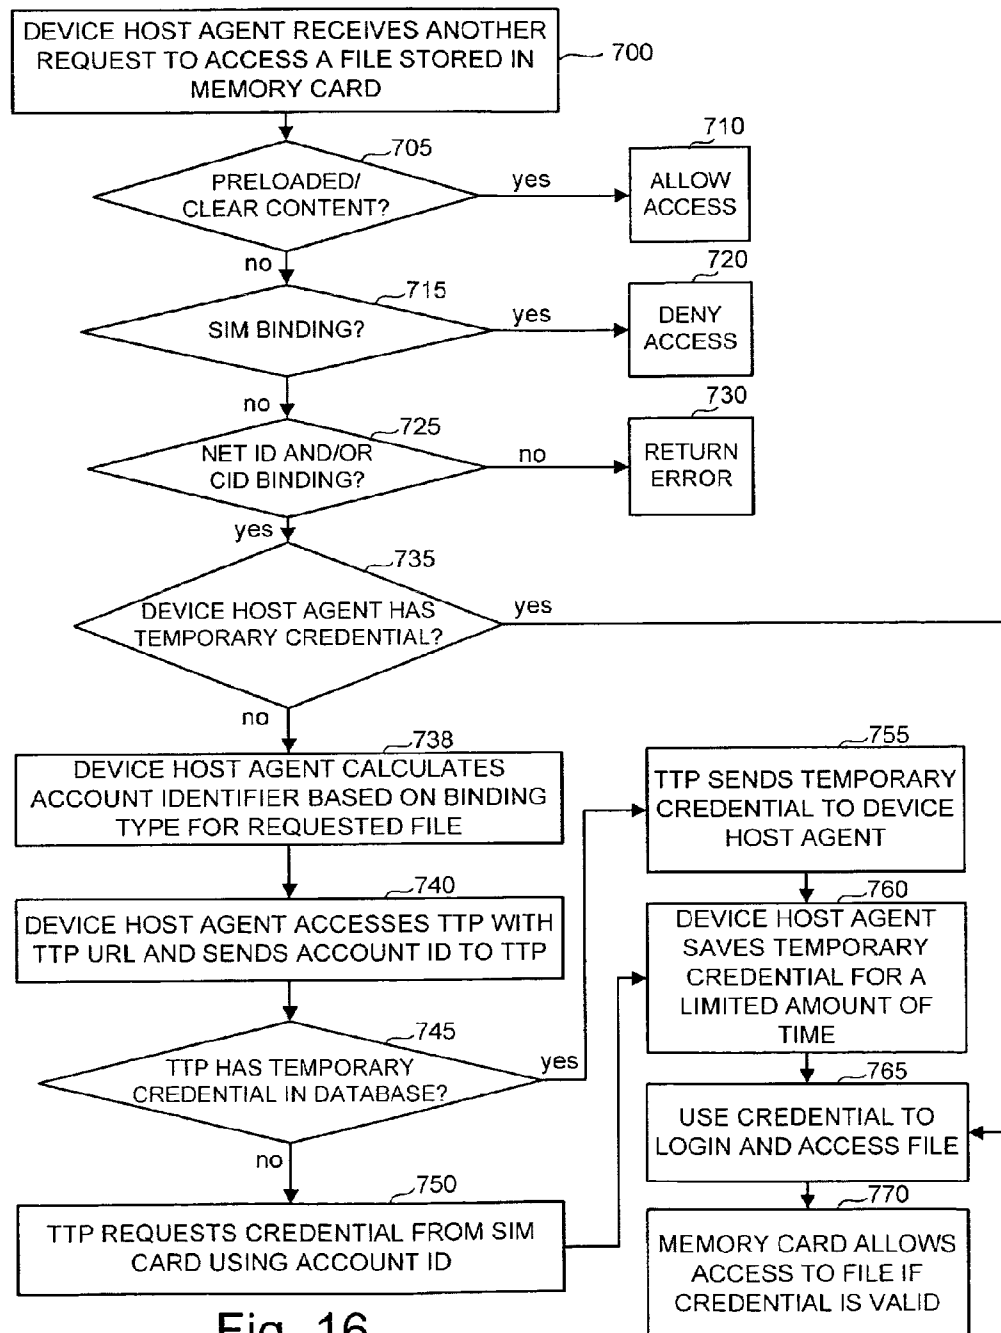 DEVICE HOST AGENT RECEIVES ANOTHER
REQUEST TO ACCESS A FILE STORED IN
MEMORY CARD
700
705
PRELOADED/
CLEAR CONTENT?
yes
710
ALLOW
ACCESS
no
715
SIM BINDING?
yes
720
DENY
ACCESS
no
725
NET ID AND/OR
CID BINDING?
no
730
RETURN
ERROR
yes
735
DEVICE HOST AGENT HAS
TEMPORARY CREDENTIAL?
yes
no
738
DEVICE HOST AGENT CALCULATES
ACCOUNT IDENTIFIER BASED ON BINDING
TYPE FOR REQUESTED FILE
740
DEVICE HOST AGENT ACCESSES TTP WITH
TTP URL AND SENDS ACCOUNT ID TO TTP
745
TTP HAS TEMPORARY
CREDENTIAL IN DATABASE?
yes
no
750
TTP REQUESTS CREDENTIAL FROM SIM
CARD USING ACCOUNT ID
755
TTP SENDS TEMPORARY
CREDENTIAL TO DEVICE
HOST AGENT
760
DEVICE HOST AGENT
SAVES TEMPORARY
CREDENTIAL FOR A
LIMITED AMOUNT OF
TIME
765
USE CREDENTIAL TO
LOGIN AND ACCESS FILE
770
MEMORY CARD ALLOWS
ACCESS TO FILE IF
CREDENTIAL IS VALID
Fig. 16